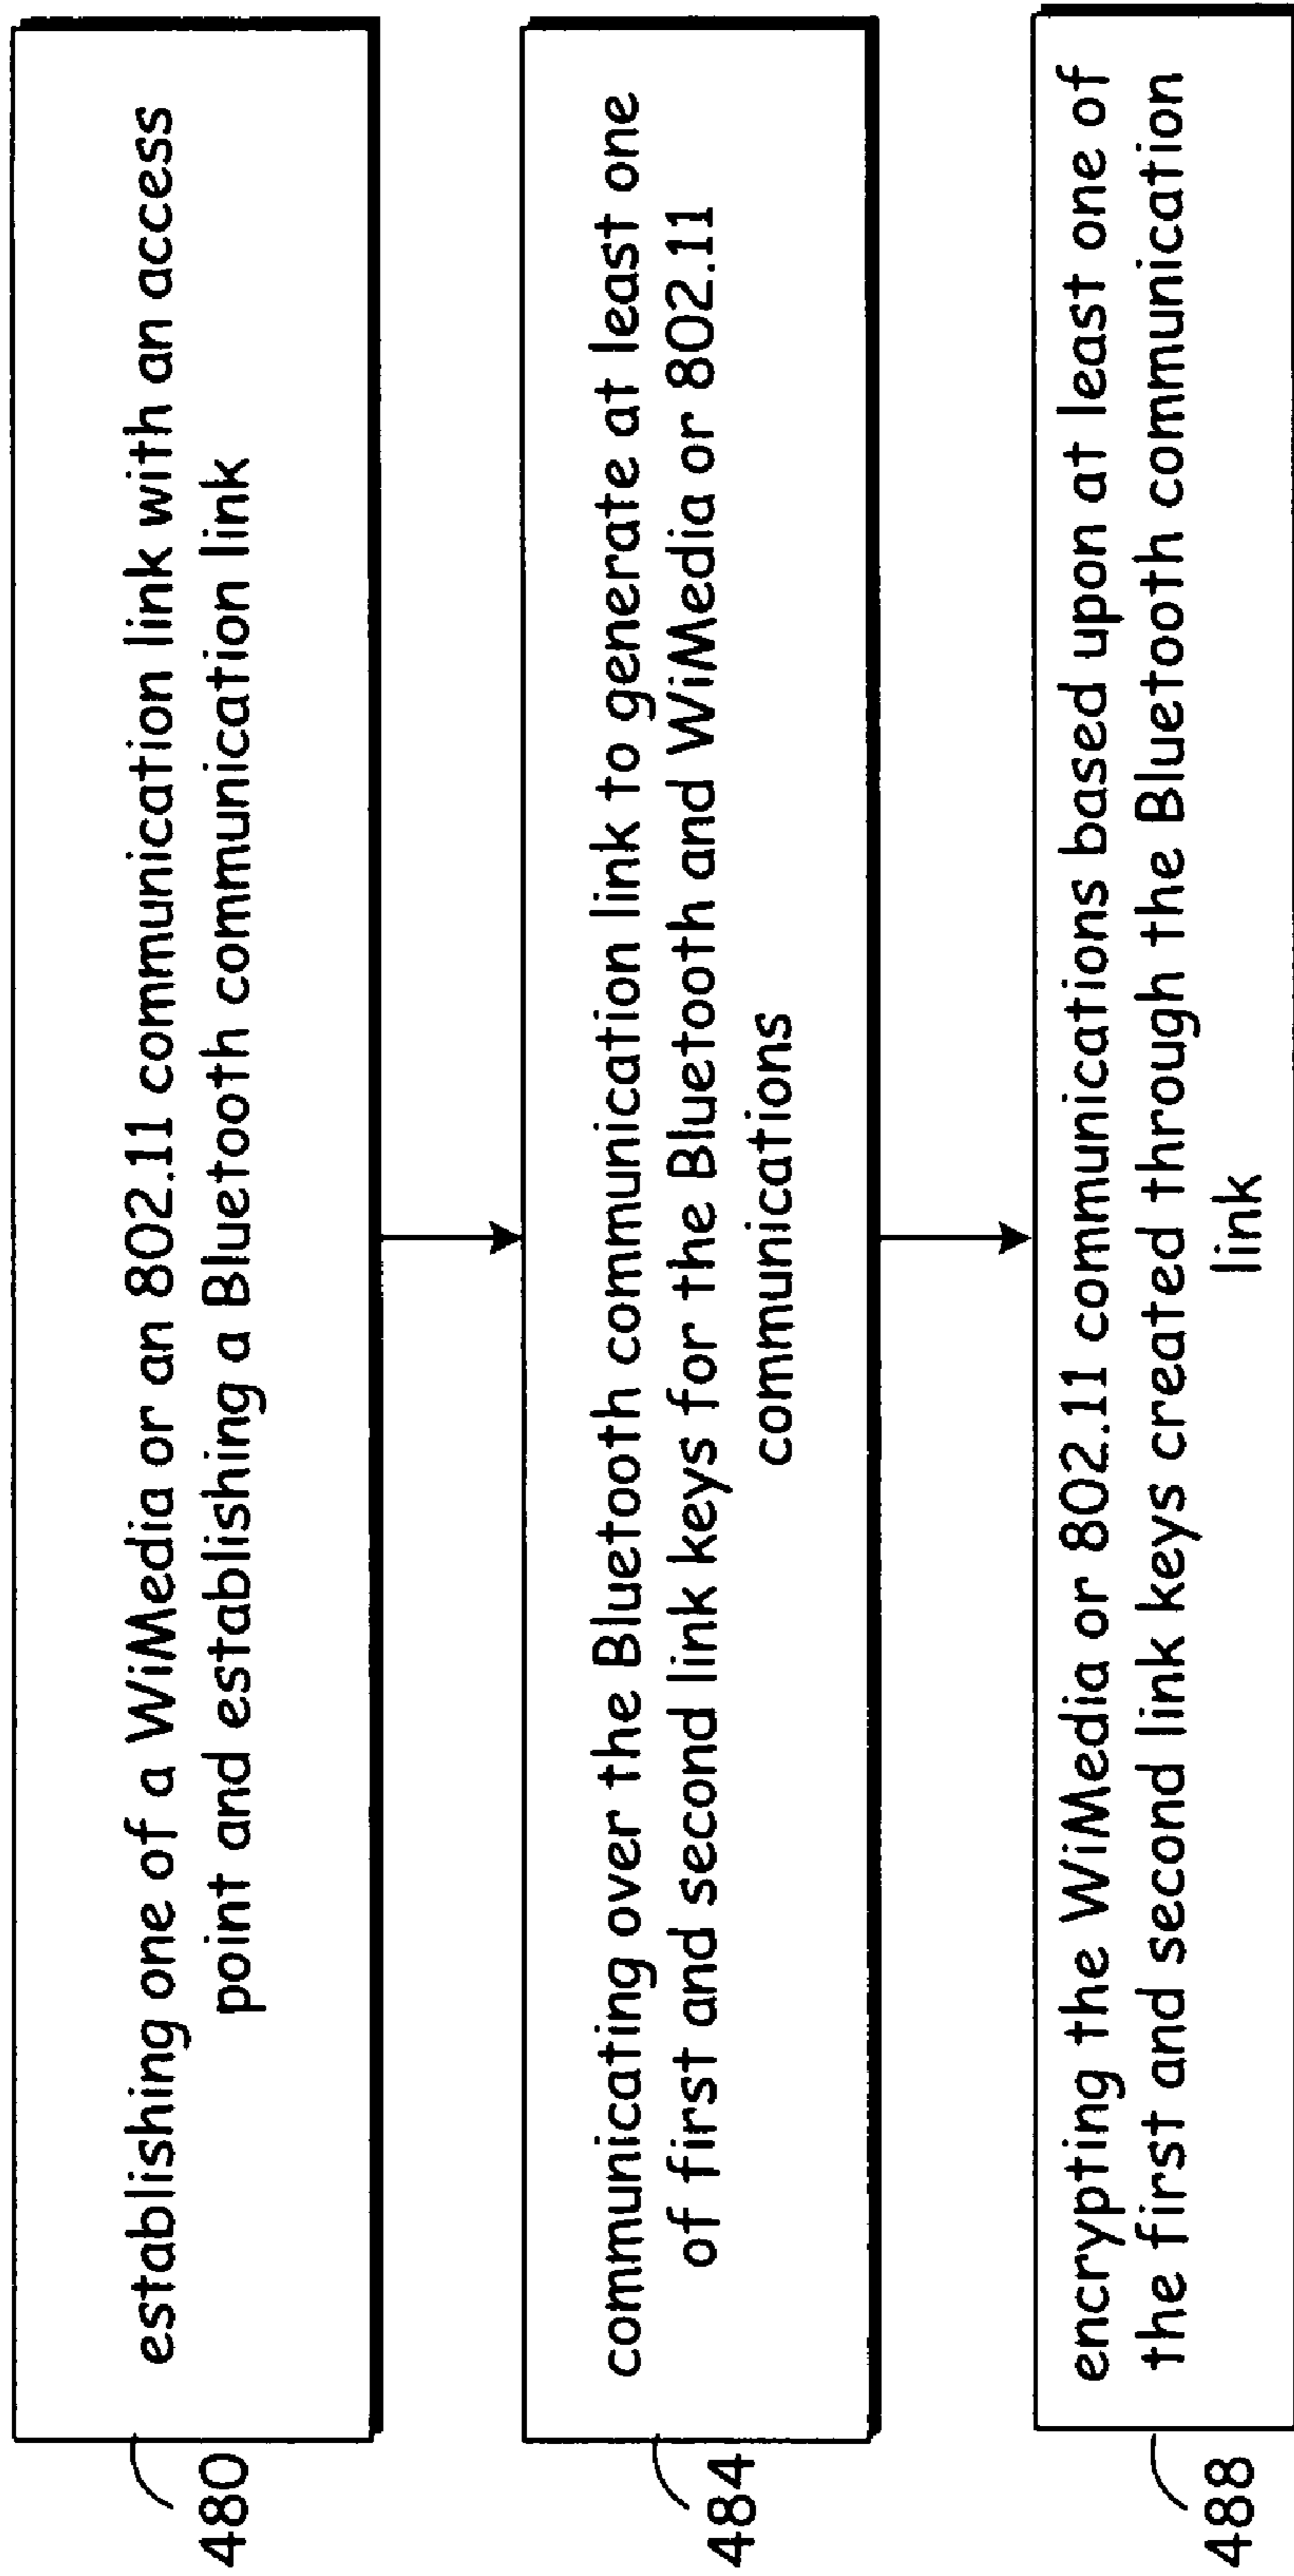 establishing one of a WiMedia or an 802.11 communication link with an access
point and establishing a Bluetooth communication link
480
communicating over the Bluetooth communication link to generate at least one
of first and second link keys for the Bluetooth and WiMedia or 802.11
communications
484
encrypting the WiMedia or 802.11 communications based upon at least one of
the first and second link keys created through the Bluetooth communication
link
488